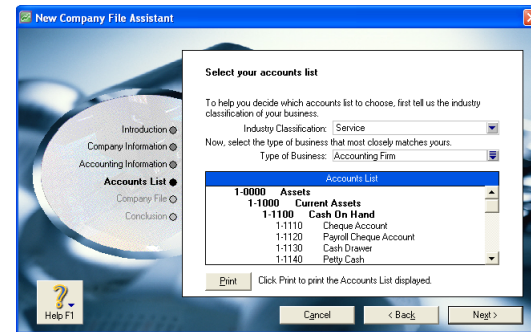 New Company File Assistant
Select your accounts list
To help you decide which accounts list to choose, first tell us the industry
classification of your business.
Industry Classification: Service
Now, select the type of business that most closely matches yours.
Type of Business: Accounting Firm
Introduction
Company Information
Accounting Information
Accounts List
Company File
Conclusion
Accounts List
1-0000 Assets
1-1000 Current Assets
1-1100 Cash On Hand
1-1110 Cheque Account
1-1120 Payroll Cheque Account
1-1130 Cash Drawer
1-1140 Petty Cash
Print Click Print to print the Accounts List displayed.
Help F1
Cancel < Back Next >